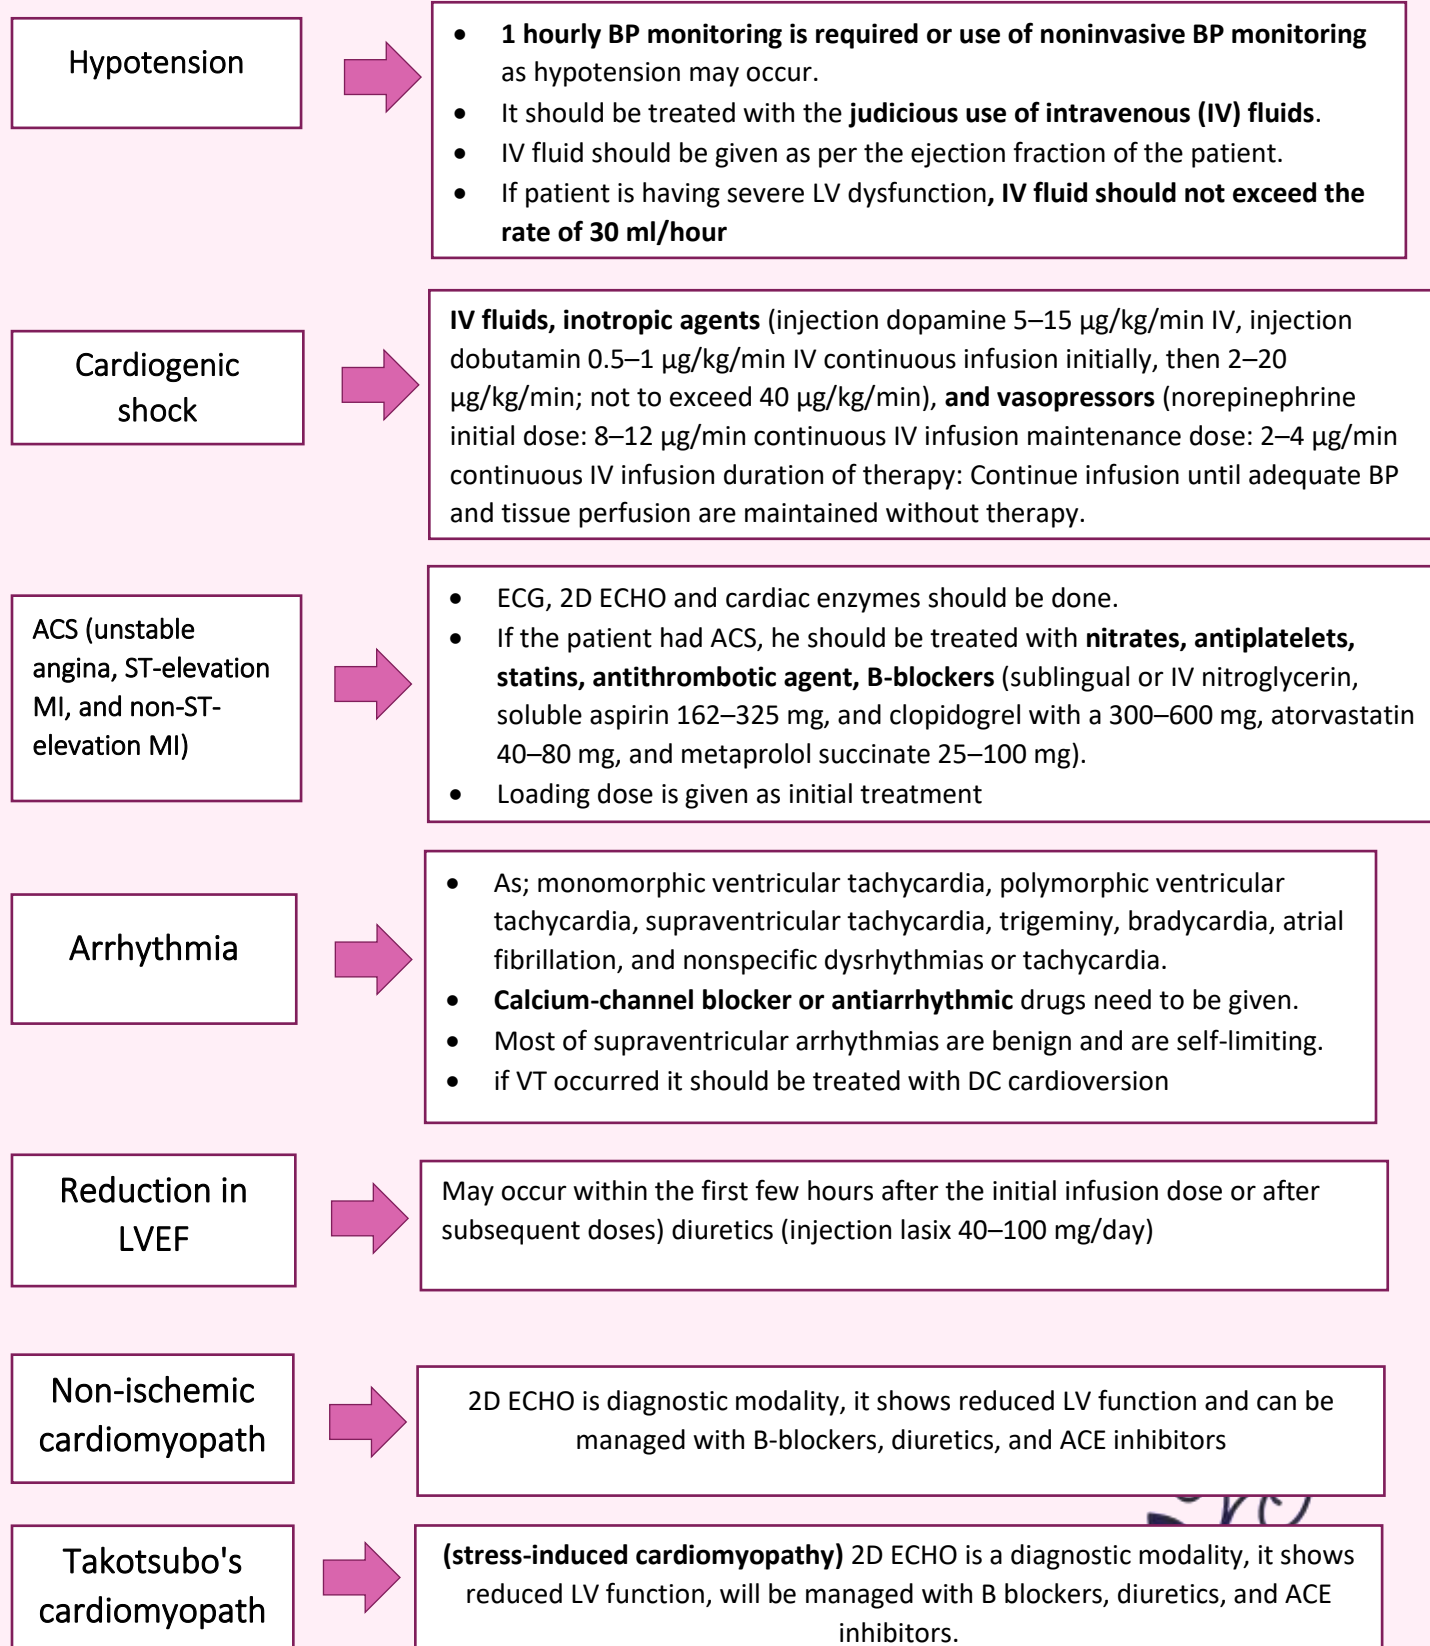 Hypotension
• 1 hourly BP monitoring is required or use of noninvasive BP monitoring
as hypotension may occur.
• It should be treated with the judicious use of intravenous (IV) fluids.
• IV fluid should be given as per the ejection fraction of the patient.
• If patient is having severe LV dysfunction, IV fluid should not exceed the
rate of 30 ml/hour
Cardiogenic
shock
IV fluids, inotropic agents (injection dopamine 5–15 µg/kg/min IV, injection
dobutamin 0.5–1 µg/kg/min IV continuous infusion initially, then 2–20
µg/kg/min; not to exceed 40 µg/kg/min), and vasopressors (norepinephrine
initial dose: 8–12 µg/min continuous IV infusion maintenance dose: 2–4 µg/min
continuous IV infusion duration of therapy: Continue infusion until adequate BP
and tissue perfusion are maintained without therapy.
ACS (unstable
angina, ST-elevation
MI, and non-ST-
elevation MI)
• ECG, 2D ECHO and cardiac enzymes should be done.
• If the patient had ACS, he should be treated with nitrates, antiplatelets,
statins, antithrombotic agent, B-blockers (sublingual or IV nitroglycerin,
soluble aspirin 162–325 mg, and clopidogrel with a 300–600 mg, atorvastatin
40–80 mg, and metaprolol succinate 25–100 mg).
• Loading dose is given as initial treatment
Arrhythmia
• As; monomorphic ventricular tachycardia, polymorphic ventricular
tachycardia, supraventricular tachycardia, trigeminy, bradycardia, atrial
fibrillation, and nonspecific dysrhythmias or tachycardia.
• Calcium-channel blocker or antiarrhythmic drugs need to be given.
• Most of supraventricular arrhythmias are benign and are self-limiting.
• if VT occurred it should be treated with DC cardioversion
Reduction in
LVEF
May occur within the first few hours after the initial infusion dose or after
subsequent doses) diuretics (injection lasix 40–100 mg/day)
Non-ischemic
cardiomyopath
2D ECHO is diagnostic modality, it shows reduced LV function and can be
managed with B-blockers, diuretics, and ACE inhibitors
Takotsubo's
cardiomyopath
(stress-induced cardiomyopathy) 2D ECHO is a diagnostic modality, it shows
reduced LV function, will be managed with B blockers, diuretics, and ACE
inhibitors.